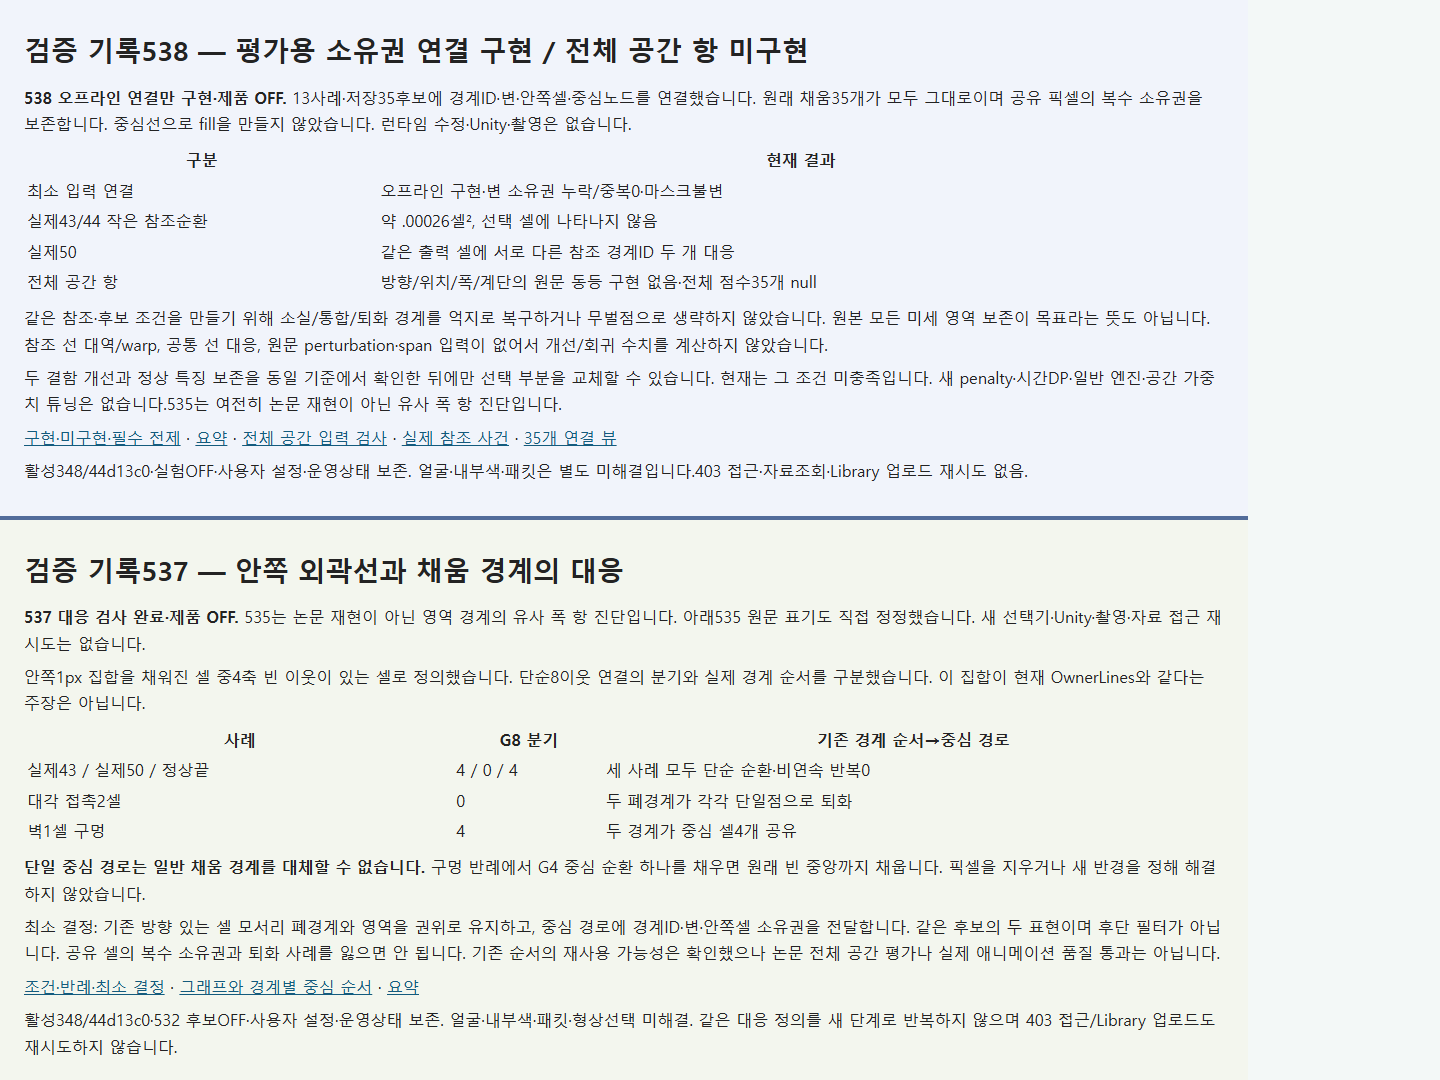 검증 기록538 — 평가용 소유권 연결 구현 / 전체 공간 항 미구현
538 오프라인 연결만 구현·제품 OFF. 13사례·저장35후보에 경계ID·변·안쪽셀·중심노드를 연결했습니다. 원래 채움35개가 모두 그대로이며 공유 픽셀의 복수 소유권을
보존합니다. 중심선으로 fill을 만들지 않았습니다. 런타임 수정·Unity·촬영은 없습니다.
구분 현재 결과
최소 입력 연결 오프라인 구현·변 소유권 누락/중복0·마스크불변
실제43/44 작은 참조순환 약 .00026셀², 선택 셀에 나타나지 않음
실제50 같은 출력 셀에 서로 다른 참조 경계ID 두 개 대응
전체 공간 항 방향/위치/폭/계단의 원문 동등 구현 없음·전체 점수35개 null
같은 참조·후보 조건을 만들기 위해 소실/통합/퇴화 경계를 억지로 복구하거나 무벌점으로 생략하지 않았습니다. 원본 모든 미세 영역 보존이 목표라는 뜻도 아닙니다.
참조 선 대역/warp, 공통 선 대응, 원문 perturbation·span 입력이 없어서 개선/회귀 수치를 계산하지 않았습니다.
두 결함 개선과 정상 특징 보존을 동일 기준에서 확인한 뒤에만 선택 부분을 교체할 수 있습니다. 현재는 그 조건 미충족입니다. 새 penalty·시간DP·일반 엔진·공간 가중
치 튜닝은 없습니다.535는 여전히 논문 재현이 아닌 유사 폭 항 진단입니다.
구현·미구현·필수 전제 · 요약 · 전체 공간 입력 검사 · 실제 참조 사건 · 35개 연결 뷰
활성348/44d13c0·실험OFF·사용자 설정·운영상태 보존. 얼굴·내부색·패킷은 별도 미해결입니다.403 접근·자료조회·Library 업로드 재시도 없음.
검증 기록537 — 안쪽 외곽선과 채움 경계의 대응
537 대응 검사 완료·제품 OFF. 535는 논문 재현이 아닌 영역 경계의 유사 폭 항 진단입니다. 아래535 원문 표기도 직접 정정했습니다. 새 선택기·Unity·촬영·자료 접근 재
시도는 없습니다.
안쪽1px 집합을 채워진 셀 중4축 빈 이웃이 있는 셀로 정의했습니다. 단순8이웃 연결의 분기와 실제 경계 순서를 구분했습니다. 이 집합이 현재 OwnerLines와 같다는
주장은 아닙니다.
사례 G8 분기 기존 경계 순서→중심 경로
실제43 / 실제50 / 정상끝 4 / 0 / 4 세 사례 모두 단순 순환·비연속 반복0
대각 접촉2셀 0 두 폐경계가 각각 단일점으로 퇴화
벽1셀 구멍 4 두 경계가 중심 셀4개 공유
단일 중심 경로는 일반 채움 경계를 대체할 수 없습니다. 구멍 반례에서 G4 중심 순환 하나를 채우면 원래 빈 중앙까지 채웁니다. 픽셀을 지우거나 새 반경을 정해 해결
하지 않았습니다.
최소 결정: 기존 방향 있는 셀 모서리 폐경계와 영역을 권위로 유지하고, 중심 경로에 경계ID·변·안쪽셀 소유권을 전달합니다. 같은 후보의 두 표현이며 후단 필터가 아닙
니다. 공유 셀의 복수 소유권과 퇴화 사례를 잃으면 안 됩니다. 기존 순서의 재사용 가능성은 확인했으나 논문 전체 공간 평가나 실제 애니메이션 품질 통과는 아닙니다.
조건·반례·최소 결정 · 그래프와 경계별 중심 순서 · 요약
활성348/44d13c0·532 후보OFF·사용자 설정·운영상태 보존. 얼굴·내부색·패킷·형상선택 미해결. 같은 대응 정의를 새 단계로 반복하지 않으며 403 접근/Library 업로드도
재시도하지 않습니다.